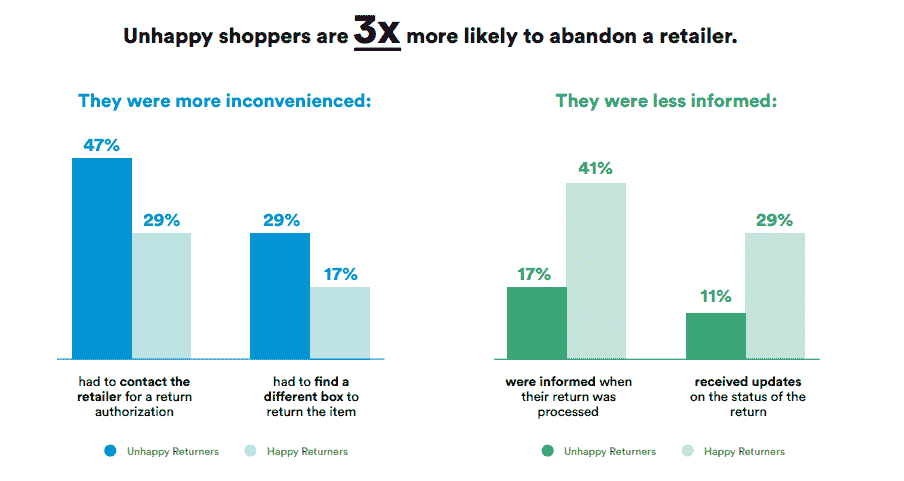 Unhappy shoppers are 3x more likely to abandon a retailer.
They were more inconvenienced:
47%
29%
29%
17%
had to contact the
retailer for a return
authorization
had to find a
different box to
return the item
Unhappy Returners
Happy Returners
They were less informed:
17%
41%
11%
29%
were informed when
their return was
processed
received updates
on the status of the
return
Unhappy Returners
Happy Returners